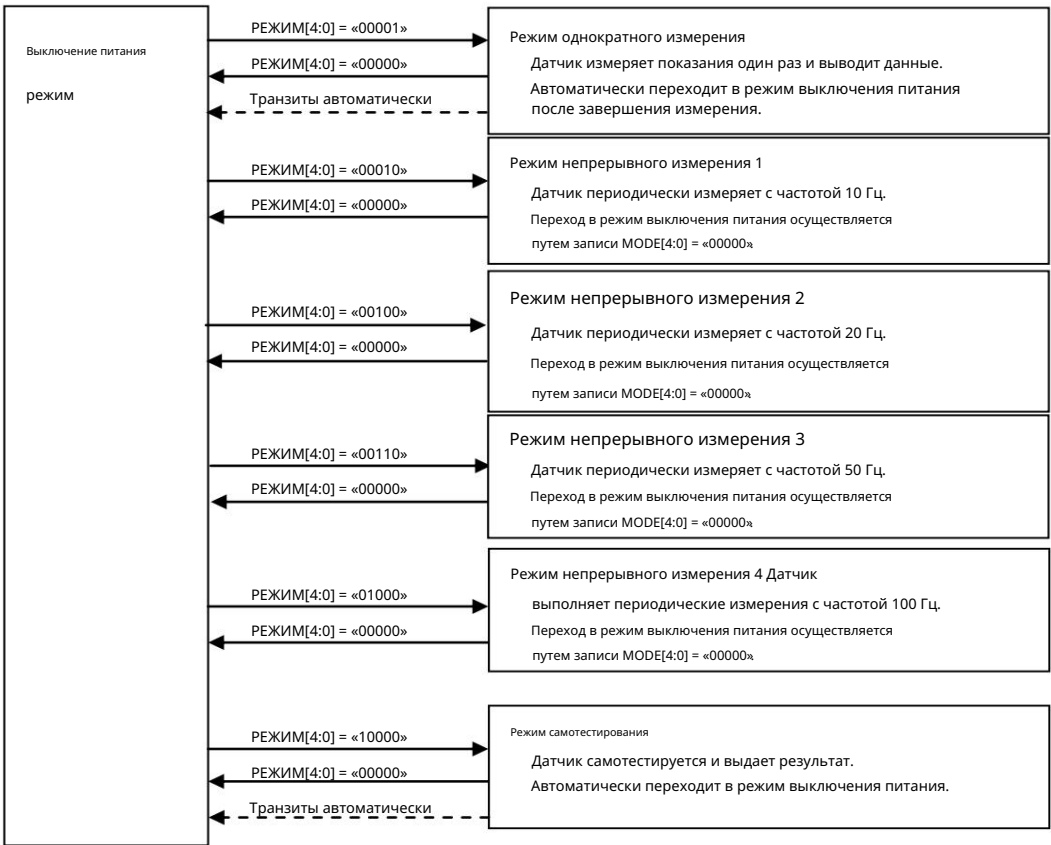 Выключение питания
режим
РЕЖИМ[4:0] = «00001»
РЕЖИМ[4:0] = «00000»
Транзиты автоматически
Режим однократного измерения
Датчик измеряет показания один раз и выводит данные.
Автоматически переходит в режим выключения питания
после завершения измерения.
РЕЖИМ[4:0] = «00010»
РЕЖИМ[4:0] = «00000»
Режим непрерывного измерения 1
Датчик периодически измеряет с частотой 10 Гц.
Переход в режим выключения питания осуществляется
путем записи MODE[4:0] = «00000».
РЕЖИМ[4:0] = «00100»
РЕЖИМ[4:0] = «00000»
Режим непрерывного измерения 2
Датчик периодически измеряет с частотой 20 Гц.
Переход в режим выключения питания осуществляется
путем записи MODE[4:0] = «00000».
РЕЖИМ[4:0] = «00110»
РЕЖИМ[4:0] = «00000»
Режим непрерывного измерения 3
Датчик периодически измеряет с частотой 50 Гц.
Переход в режим выключения питания осуществляется
путем записи MODE[4:0] = «00000».
РЕЖИМ[4:0] = «01000»
РЕЖИМ[4:0] = «00000»
Режим непрерывного измерения 4 Датчик
выполняет периодические измерения с частотой 100 Гц.
Переход в режим выключения питания осуществляется
путем записи MODE[4:0] = «00000».
РЕЖИМ[4:0] = «10000»
РЕЖИМ[4:0] = «00000»
Транзиты автоматически
Режим самотестирования
Датчик самотестируется и выдает результат.
Автоматически переходит в режим выключения питания.